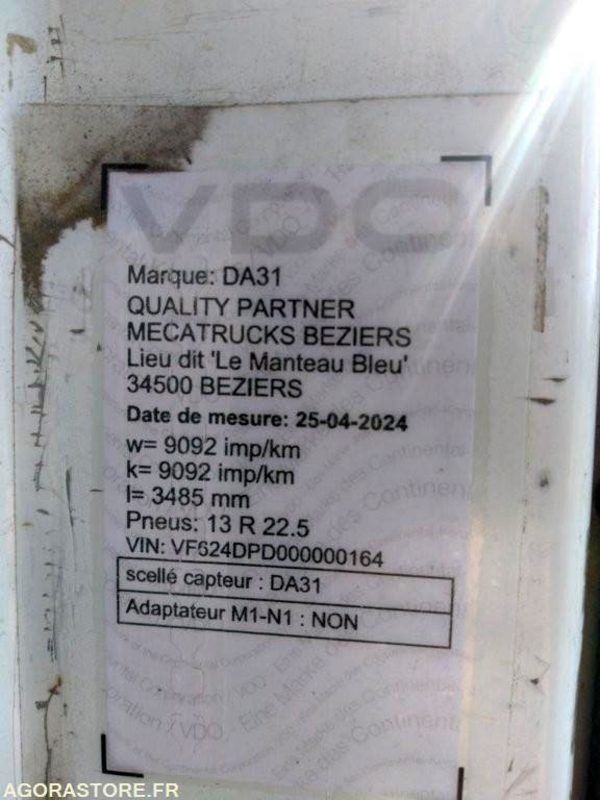 VDO
Marque: DA31
QUALITY PARTNER
MECATRUCKS BEZIERS
Lieu dit 'Le Manteau Bleu'
34500 BEZIERS
Date de mesure: 25-04-2024
w= 9092 imp/km
k= 9092 imp/km
l= 3485 mm
Pneus: 13 R 22.5
VIN: VF624DPD000000164
scellé capteur : DA31
Adaptateur M1-N1 : NON
AGORASTORE.FR